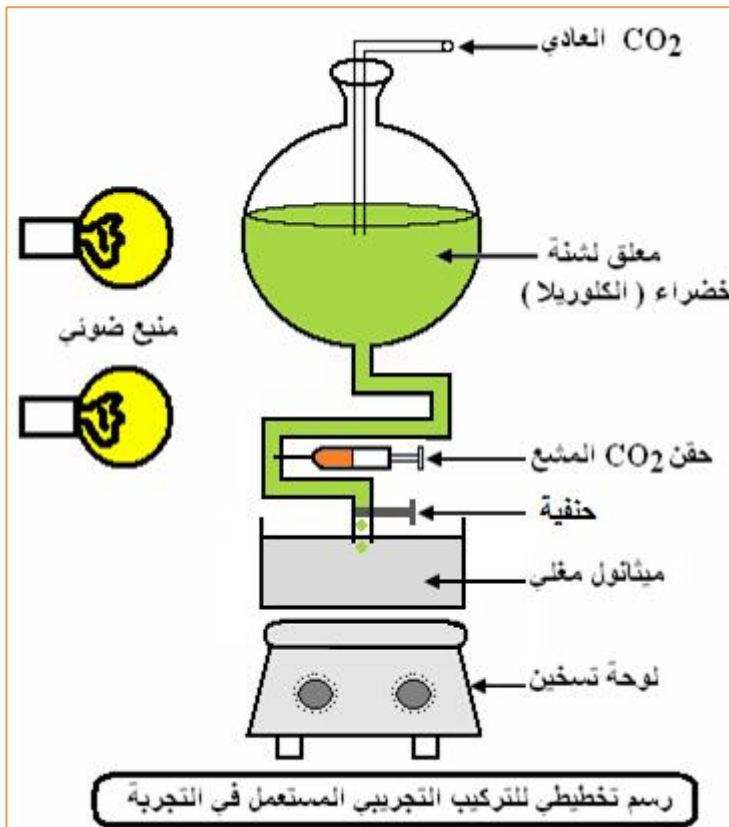 CO2 العادي
معلق لشنة
خضراء ( الكلوريلا )
منبع ضوئي
حقن CO2 المشع
حنفية
ميثانول مغلي
لوحة تسخين
رسم تخطيطي للتركيب التجريبي المستعمل في التجربة